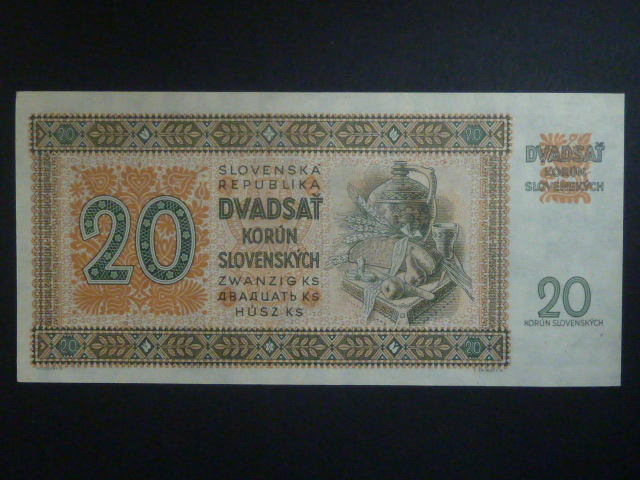 20
20
SLOVENSKÁ
REPUBLIKA
DVADSAŤ
KORÚN
SLOVENSKÝCH
ZWANZIG KS
ДВАДЦАТЬ KS
HÚSZ KS
20
20
20
DVADSAŤ
KORÚN
SLOVENSKÝCH
20
KORÚN SLOVENSKÝCH